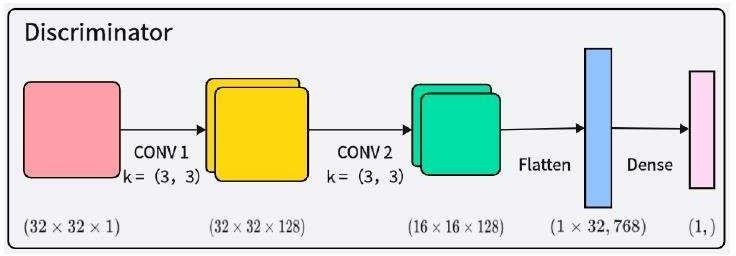 Discriminator
CONV 1
k = (3, 3)
CONV 2
k = (3, 3)
Flatten
Dense
(32 × 32 × 1)
(32 × 32 × 128)
(16 × 16 × 128)
(1 × 32, 768)
(1, )